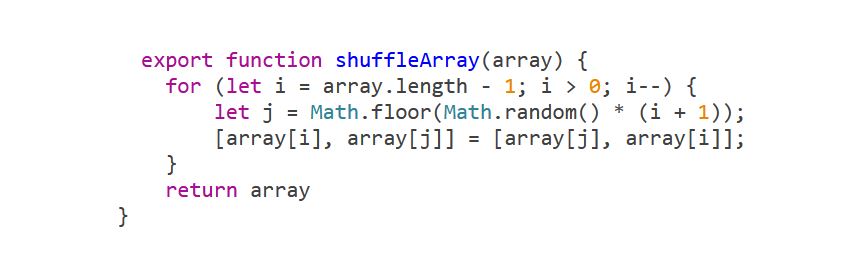 export function shuffleArray(array) {
for (let i = array.length - 1; i > 0; i--) {
let j = Math.floor(Math.random() * (i + 1));
[array[i], array[j]] = [array[j], array[i]];
}
return array
}